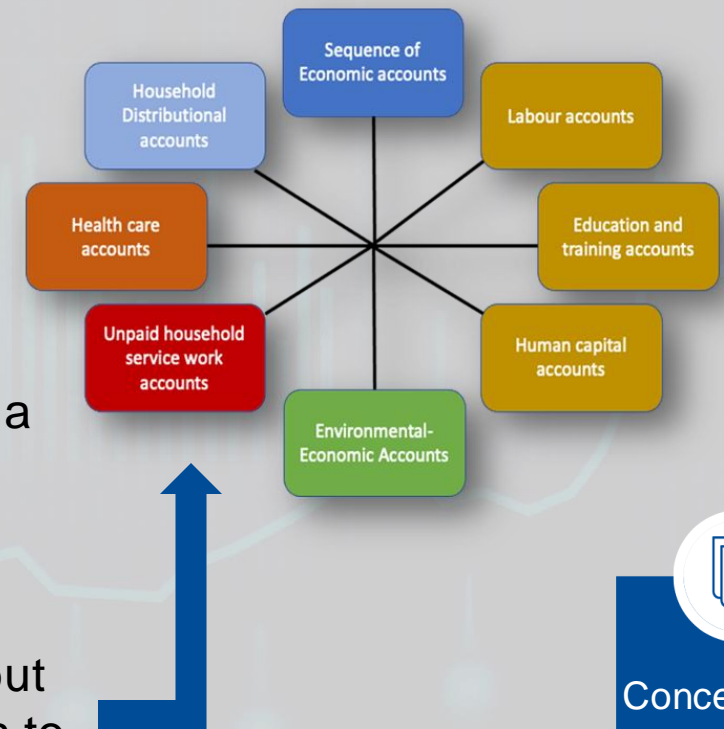 Sequence of
Economic accounts
Household
Distributional
accounts
Labour accounts
Health care
accounts
Education and
training accounts
Unpaid household
service work
accounts
Human capital
accounts
Environmental-
Economic Accounts
a